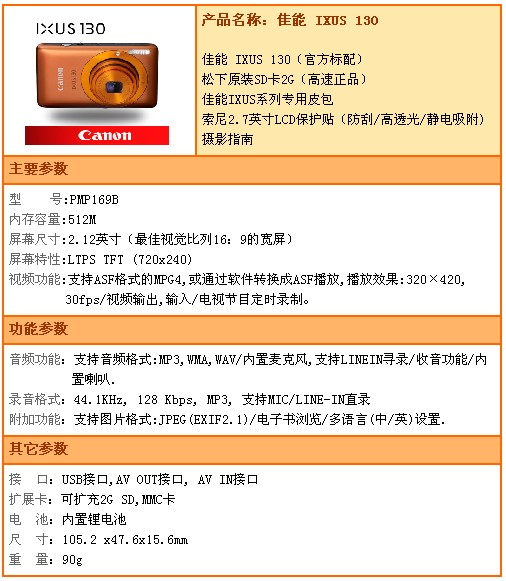 IXUS 130
Canon
产品名称：佳能 IXUS 130
佳能 IXUS 130（官方标配）
松下原装SD卡2G（高速正品）
佳能IXUS系列专用皮包
索尼2.7英寸LCD保护贴（防刮/高透光/静电吸附）
摄影指南
主要参数
型 号:PMP169B
内存容量:512M
屏幕尺寸:2.12英寸（最佳视觉比列16：9的宽屏）
屏幕特性:LTPS TFT (720x240)
视频功能:支持ASF格式的MPG4,或通过软件转换成ASF播放,播放效果:320×420,
30fps/视频输出,输入/电视节目定时录制。
功能参数
音频功能：支持音频格式:MP3,WMA,WAV/内置麦克风,支持LINEIN寻录/收音功能/内
置喇叭.
录音格式：44.1KHz, 128 Kbps, MP3, 支持MIC/LINE-IN直录
附加功能：支持图片格式:JPEG(EXIF2.1)/电子书浏览/多语言(中/英)设置.
其它参数
接 口：USB接口,AV OUT接口, AV IN接口
扩展卡：可扩充2G SD,MMC卡
电 池：内置锂电池
尺 寸：105.2 x47.6x15.6mm
重 量：90g